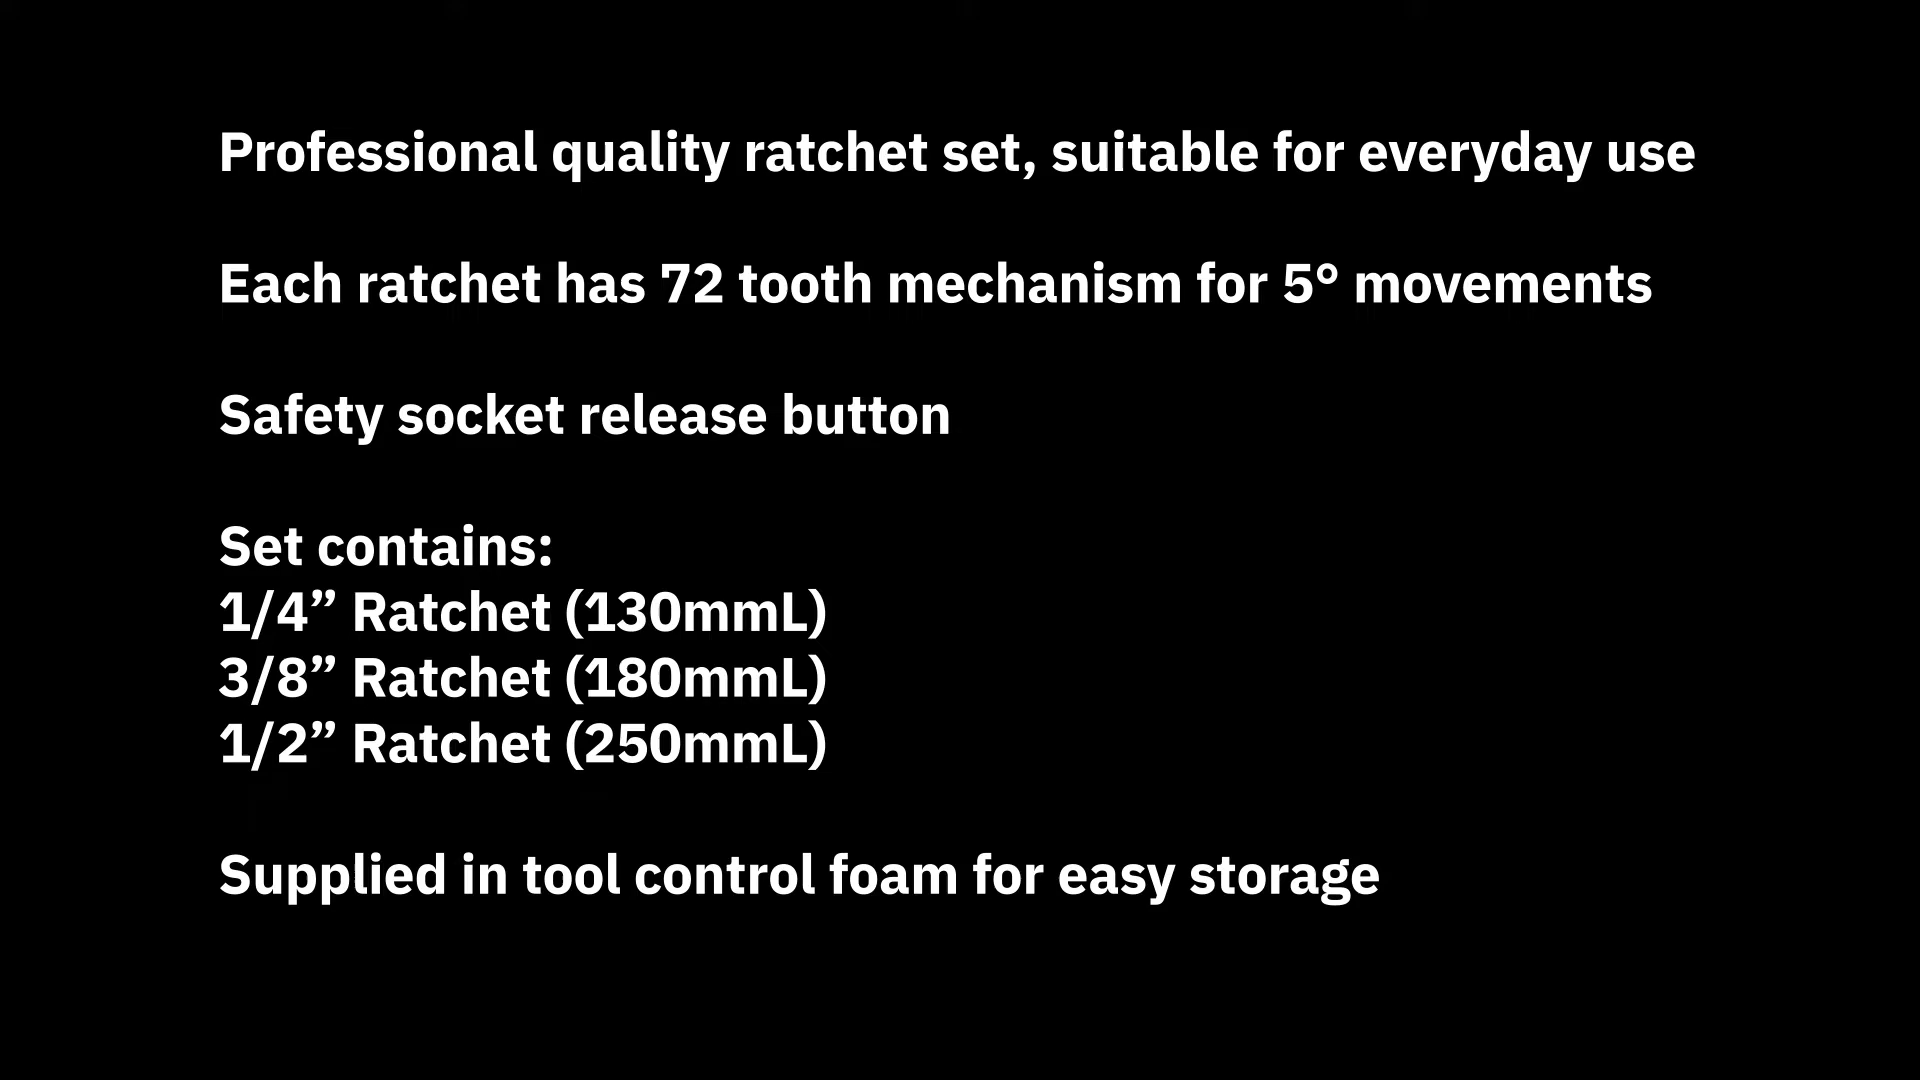 Professional quality ratchet set, suitable for everyday use
Each ratchet has 72 tooth mechanism for 5° movements
Safety socket release button
Set contains:
1/4” Ratchet (130mmL)
3/8” Ratchet (180mmL)
1/2” Ratchet (250mmL)
Supplied in tool control foam for easy storage